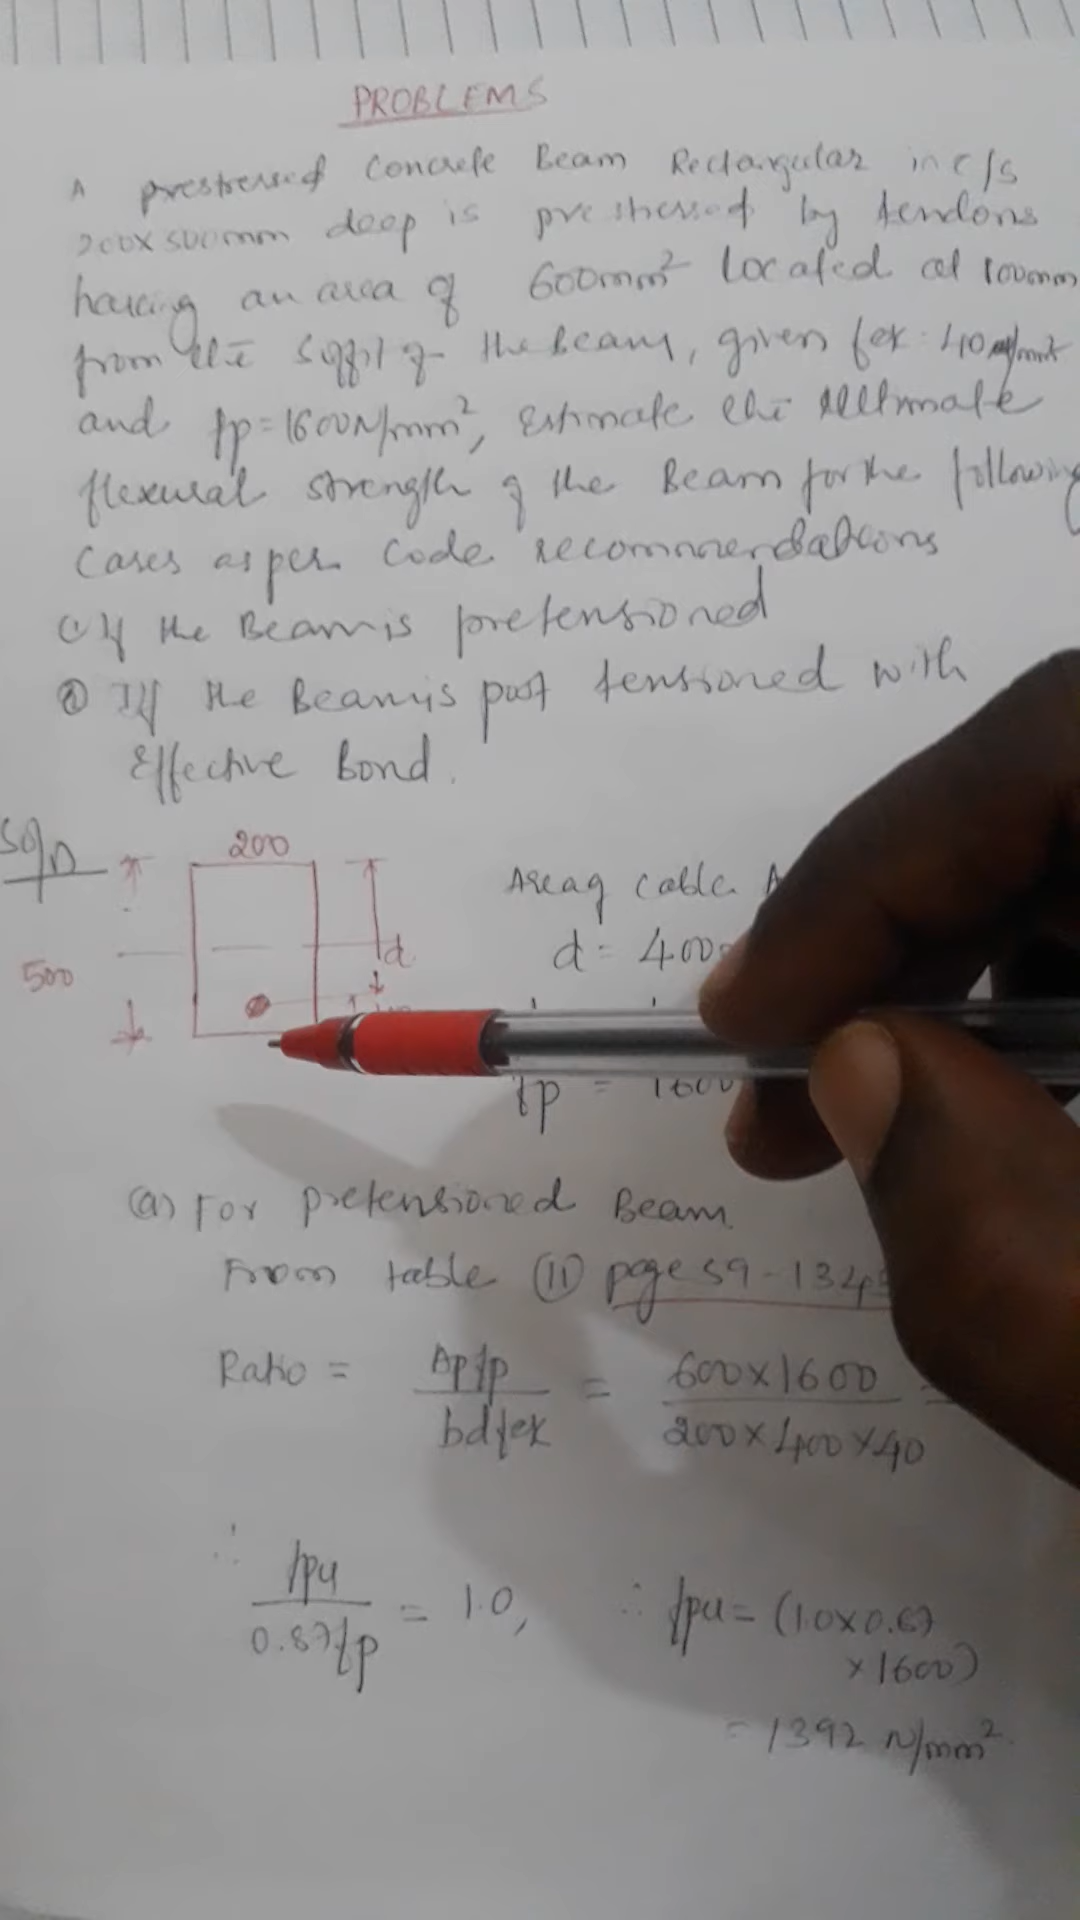 PROBLEMS
A prestressed Concrete Beam Rectangular in c/s
200x500mm deep is prestressed by tendons
having an area of 600mm² Located at 100mm
from the soffit of the beam, given fck = 40 N/mm²
and fp=1600N/mm², Estimate the ultimate
flexural strength of the Beam for the following
Cases as per Code recommendations
If the Beam is pretensioned
② If the Beam is post tensioned with
Effective Bond.
Soln
200
500
d
Area of cable A
d = 400
fp = 1600
(a) For pretensioned Beam
From table (11) page 59 - 134
Ratio = Apfp / bdfck = 600x1600 / 200x400x40 =
∴ fpu / 0.87fp = 1.0, ∴ fpu = (1.0x0.87
x1600)
= 1392 N/mm²